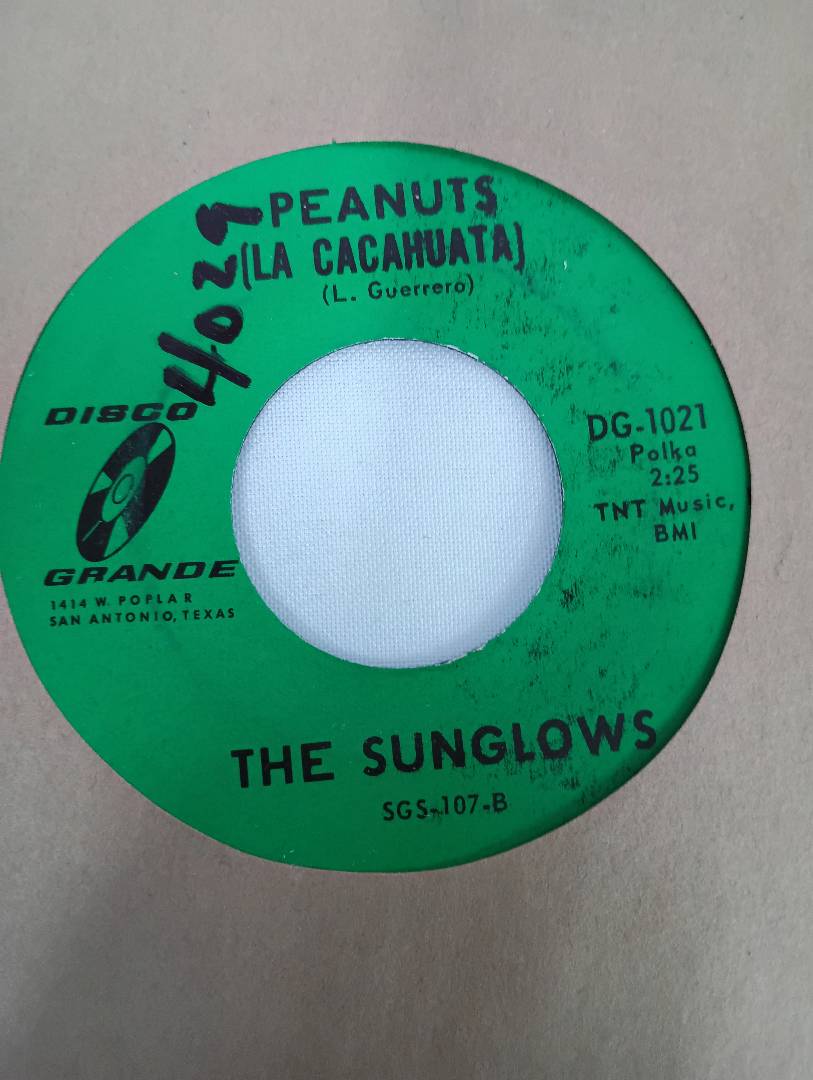 PEANUTS
(LA CACAHUATA)
(L. Guerrero)
4029
DISCO
GRANDE
1414 W. POPLAR
SAN ANTONIO, TEXAS
DG-1021
Polka
2:25
TNT Music,
BMI
THE SUNGLOWS
SGS-107-B